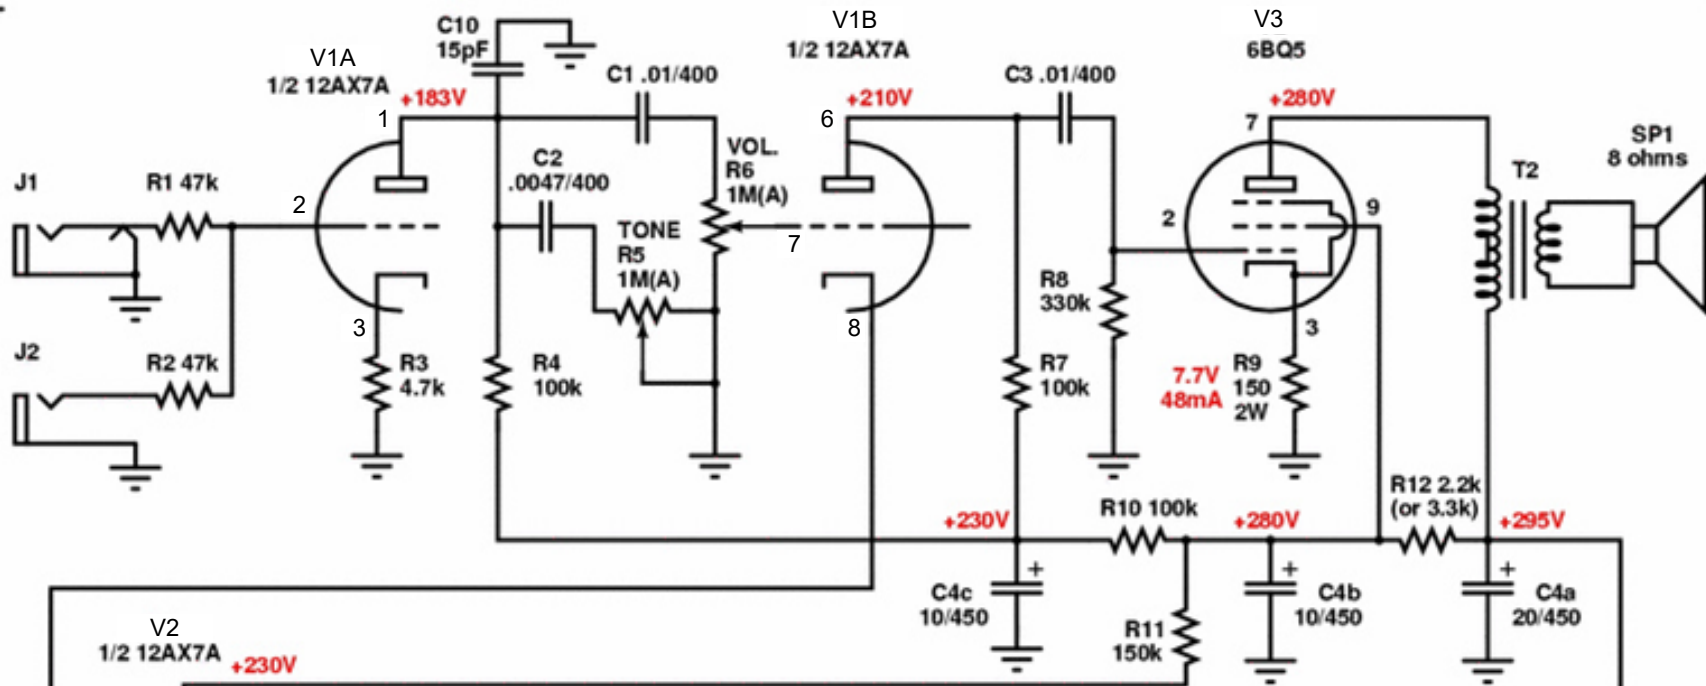 C10
15pF
V1A
1/2 12AX7A
+183V
1
C1 .01/400
V1B
1/2 12AX7A
+210V
6
C3 .01/400
V3
6BQ5
+280V
7
SP1
8 ohms
T2
J1
R1 47k
2
C2
.0047/400
VOL.
R6
1M(A)
TONE
R5
1M(A)
7
2
9
R8
330k
3
8
3
J2
R2 47k
R3
4.7k
R4
100k
R7
100k
7.7V
48mA
R9
150
2W
R12 2.2k
(or 3.3k)
+230V
R10 100k
+280V
+295V
+
C4c
10/450
+
C4b
10/450
+
C4a
20/450
R11
150k
V2
1/2 12AX7A
+230V